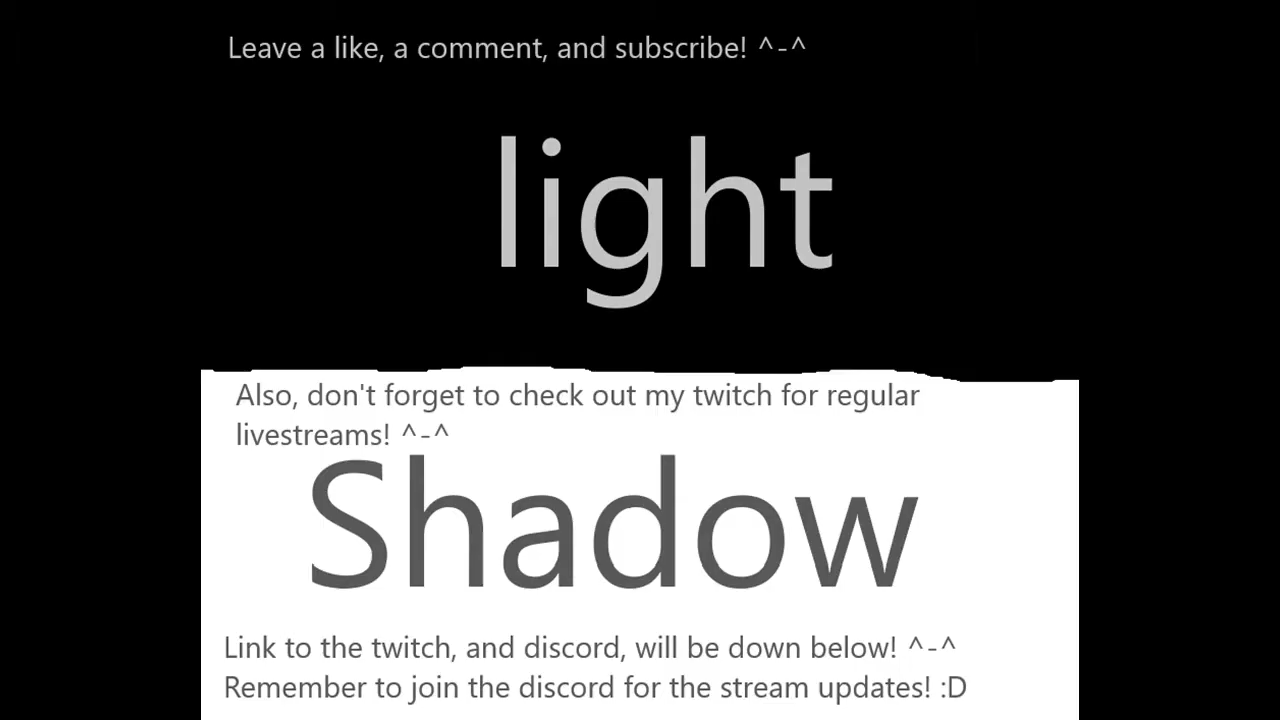 Leave a like, a comment, and subscribe! ^-^
light
Also, don't forget to check out my twitch for regular
livestreams! ^-^
Shadow
Link to the twitch, and discord, will be down below! ^-^
Remember to join the discord for the stream updates! :D